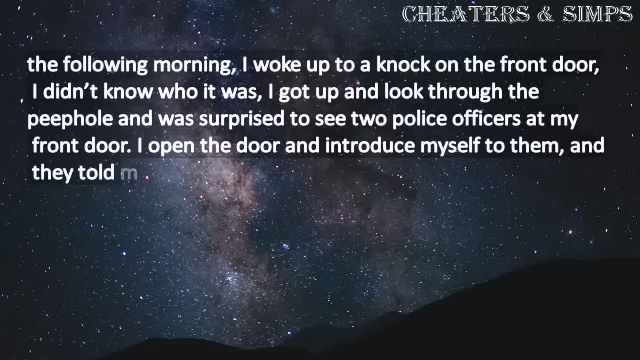 CHEATERS & SIMPS
the following morning, I woke up to a knock on the front door,
I didn’t know who it was, I got up and look through the
peephole and was surprised to see two police officers at my
front door. I open the door and introduce myself to them, and
they told m